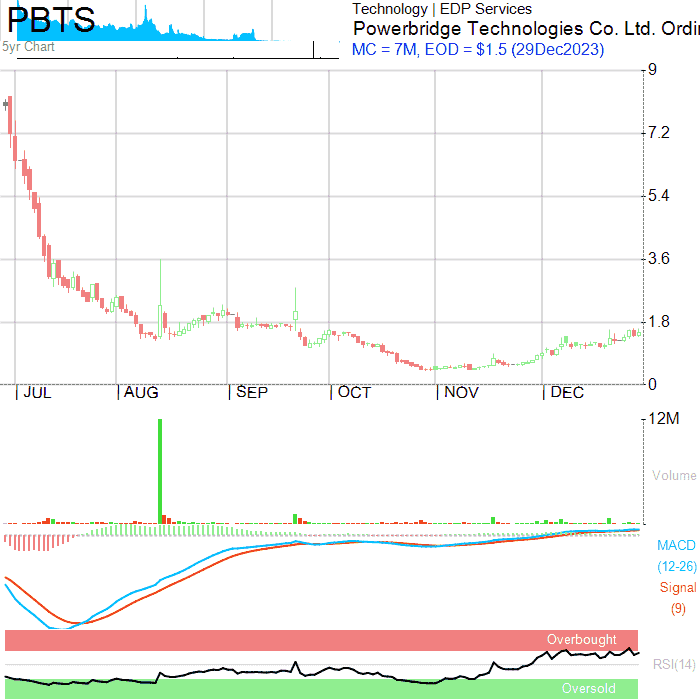 PBTS
5yr Chart
Technology | EDP Services
Powerbridge Technologies Co. Ltd. Ordi
MC = 7M, EOD = $1.5 (29Dec2023)
9
7.2
5.4
3.6
1.8
0
JUL AUG SEP OCT NOV DEC
12M
Volume
MACD
(12-26)
Signal
(9)
Overbought
RSI(14)
Oversold